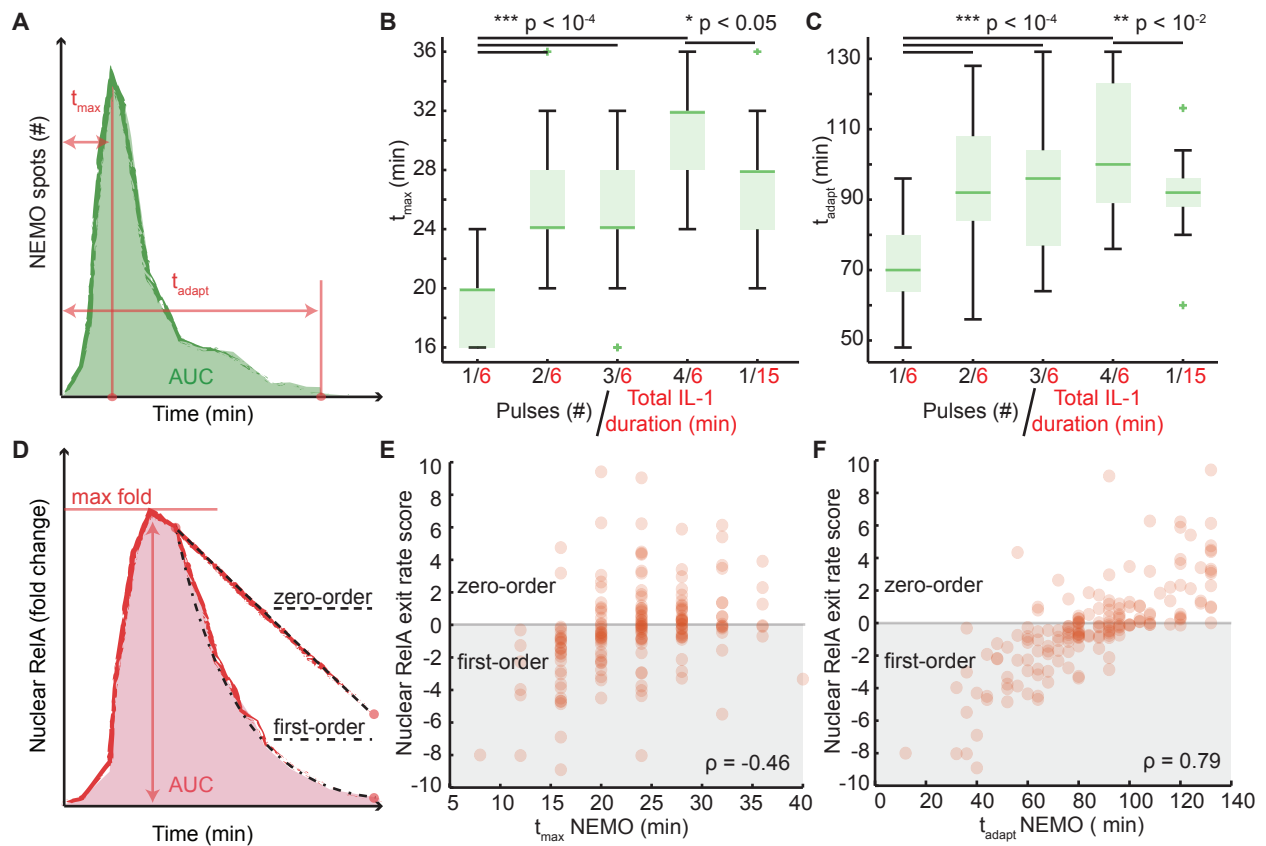 A
NEMO spots (#)
t_max
t_adapt
AUC
Time (min)
B
*** p < 10^-4
* p < 0.05
t_max (min)
36
32
28
24
20
16
1/6
2/6
3/6
4/6
1/15
Pulses (#) / Total IL-1
duration (min)
C
*** p < 10^-4
** p < 10^-2
t_adapt (min)
130
110
90
70
50
1/6
2/6
3/6
4/6
1/15
Pulses (#) / Total IL-1
duration (min)
D
Nuclear RelA (fold change)
max fold
zero-order
first-order
AUC
Time (min)
E
Nuclear RelA exit rate score
10
8
6
4
2
0
-2
-4
-6
-8
-10
zero-order
first-order
ρ = -0.46
5
10
15
20
25
30
35
40
t_max NEMO (min)
F
Nuclear RelA exit rate score
10
8
6
4
2
0
-2
-4
-6
-8
-10
zero-order
first-order
ρ = 0.79
0
20
40
60
80
100
120
140
t_adapt NEMO ( min)